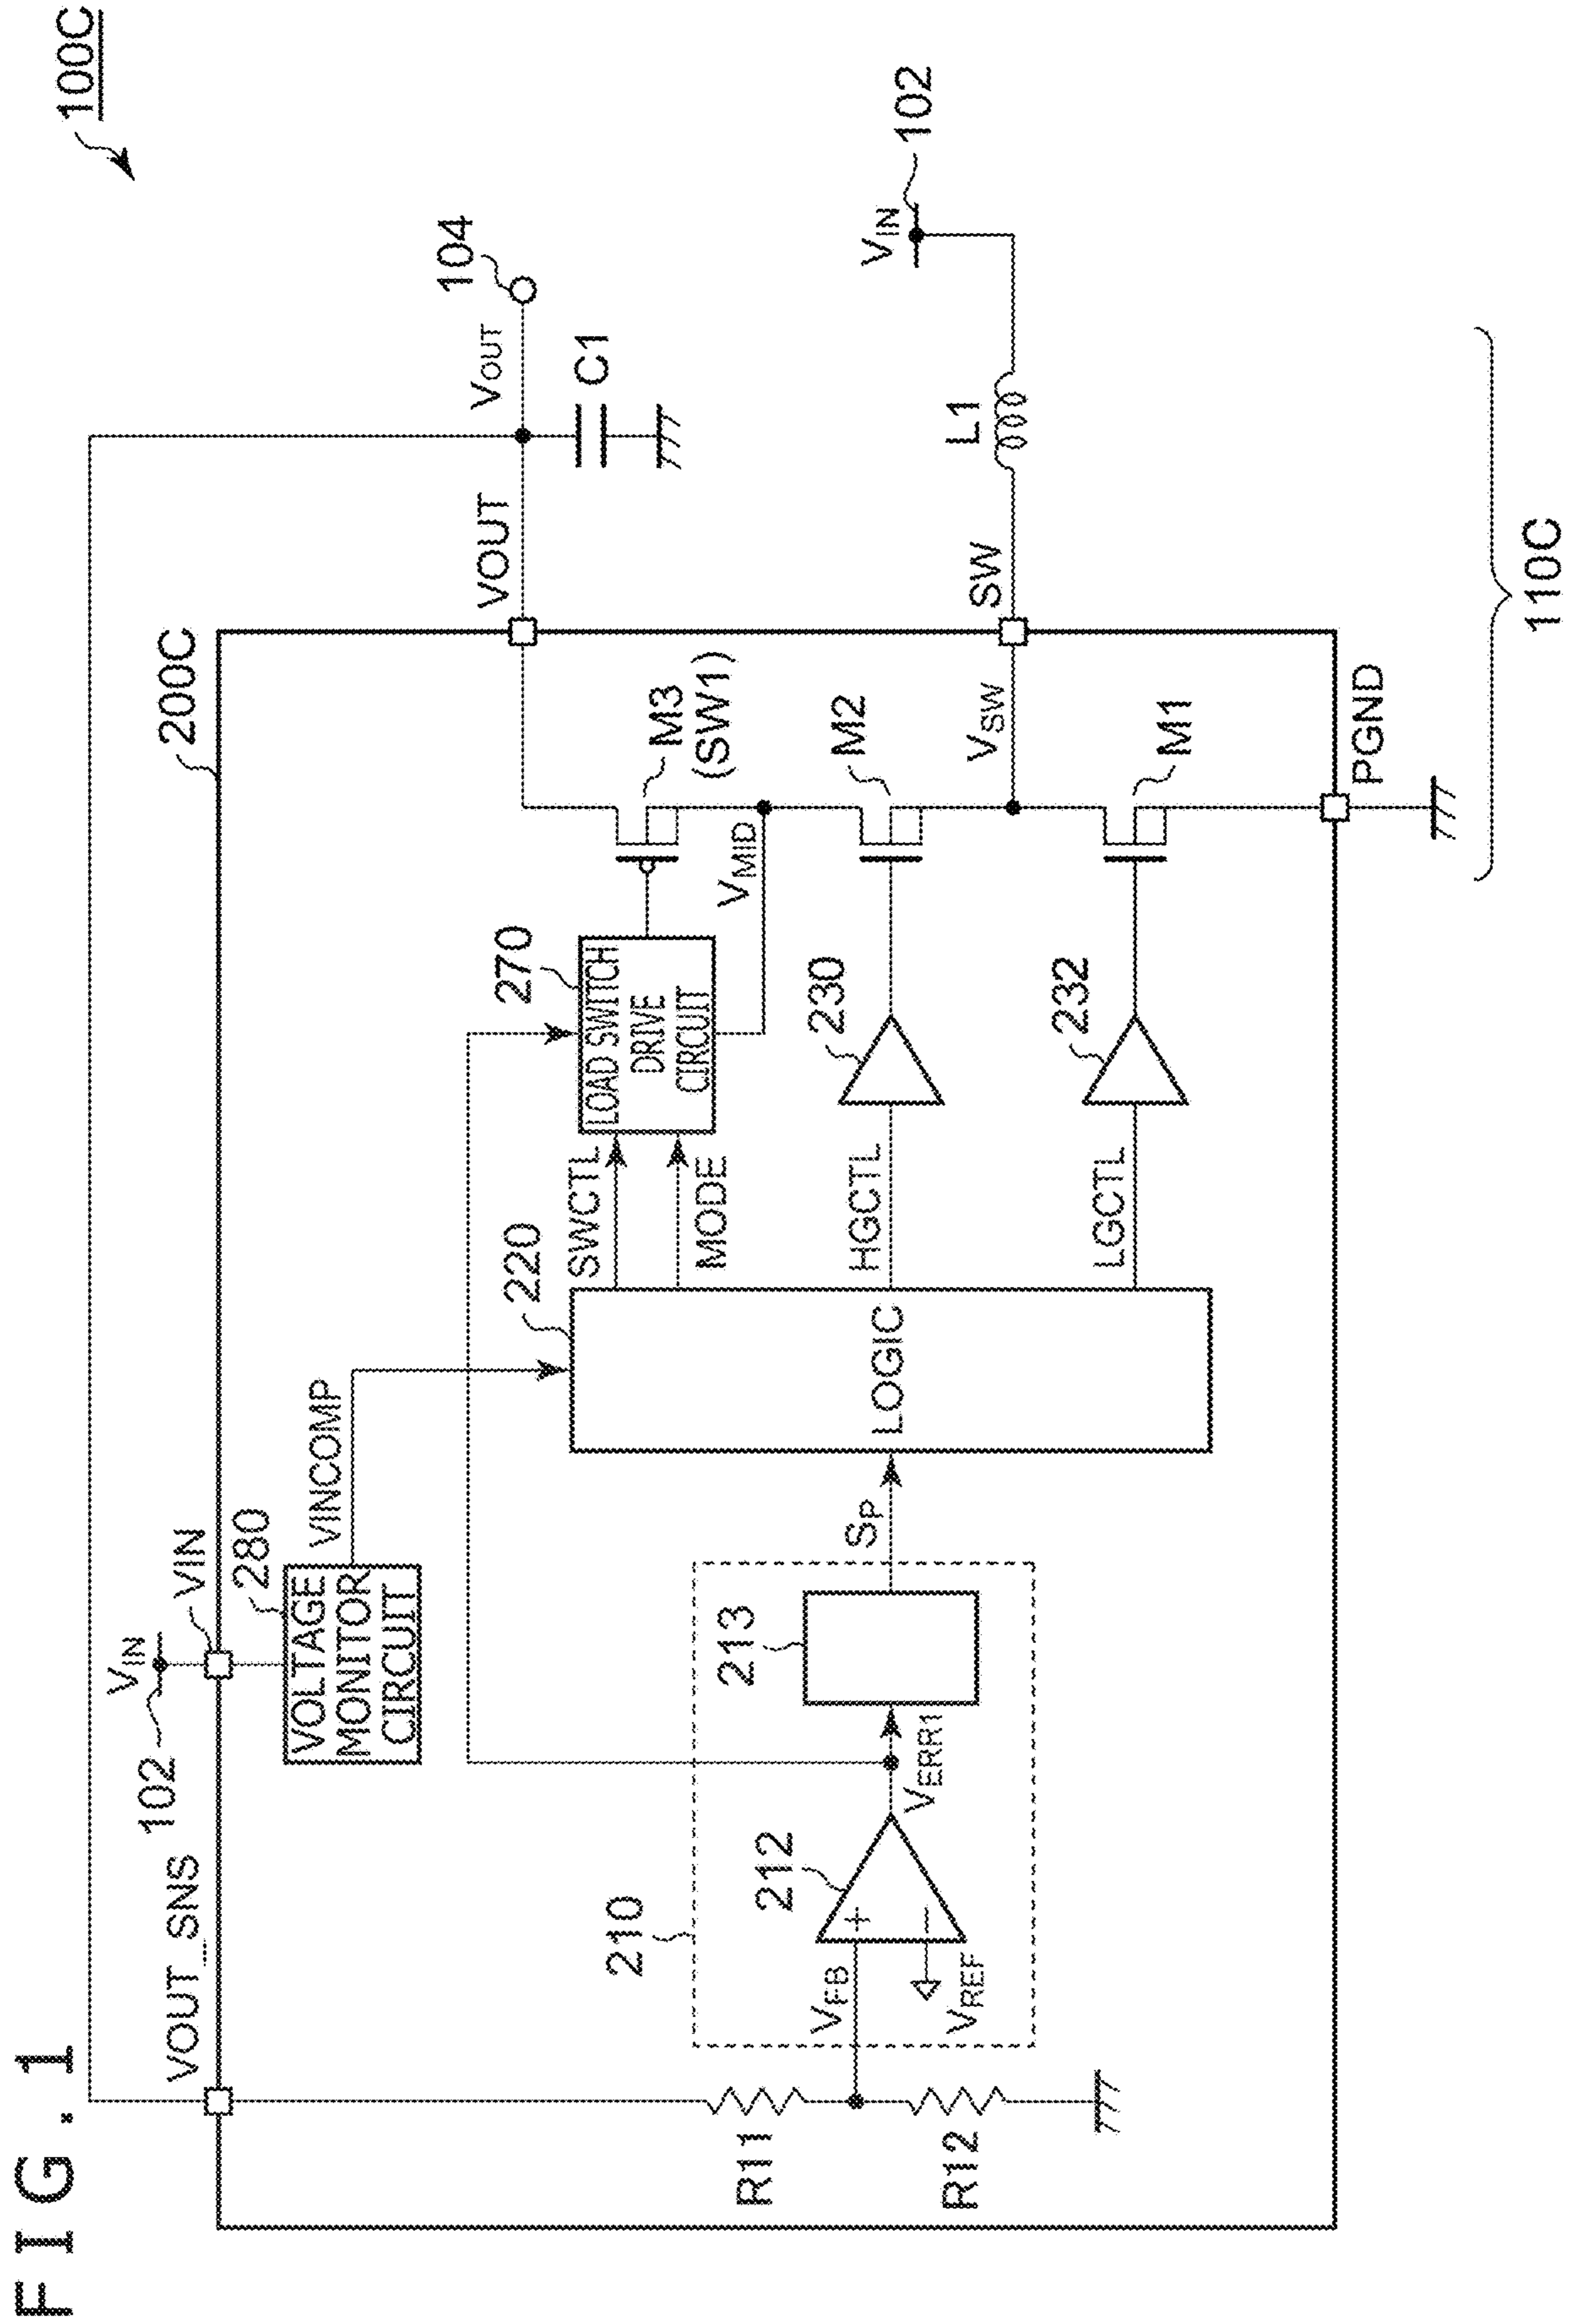 FIG. 1
100C
VOUT_SNS
102
VIN
VIN
280
VOLTAGE
MONITOR
CIRCUIT
VINCOMP
200C
VOUT
VOUT
104
C1
220
SWCTL
MODE
270
LOAD SWITCH
DRIVE
CIRCUIT
M3
(SW1)
VMID
210
212
+
−
VFB
VREF
VERR1
213
SP
LOGIC
HGCTL
230
M2
VSW
SW
L1
VIN
102
R11
R12
LGCTL
232
M1
PGND
110C